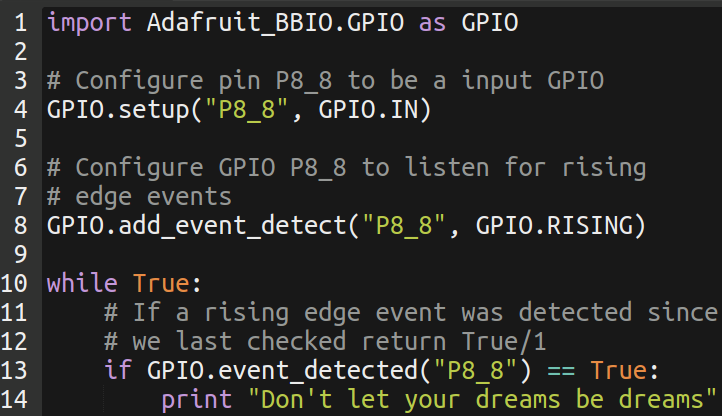 1 import Adafruit_BBIO.GPIO as GPIO
2
3 # Configure pin P8_8 to be a input GPIO
4 GPIO.setup("P8_8", GPIO.IN)
5
6 # Configure GPIO P8_8 to listen for rising
7 # edge events
8 GPIO.add_event_detect("P8_8", GPIO.RISING)
9
10 while True:
11     # If a rising edge event was detected since
12     # we last checked return True/1
13     if GPIO.event_detected("P8_8") == True:
14         print "Don't let your dreams be dreams"